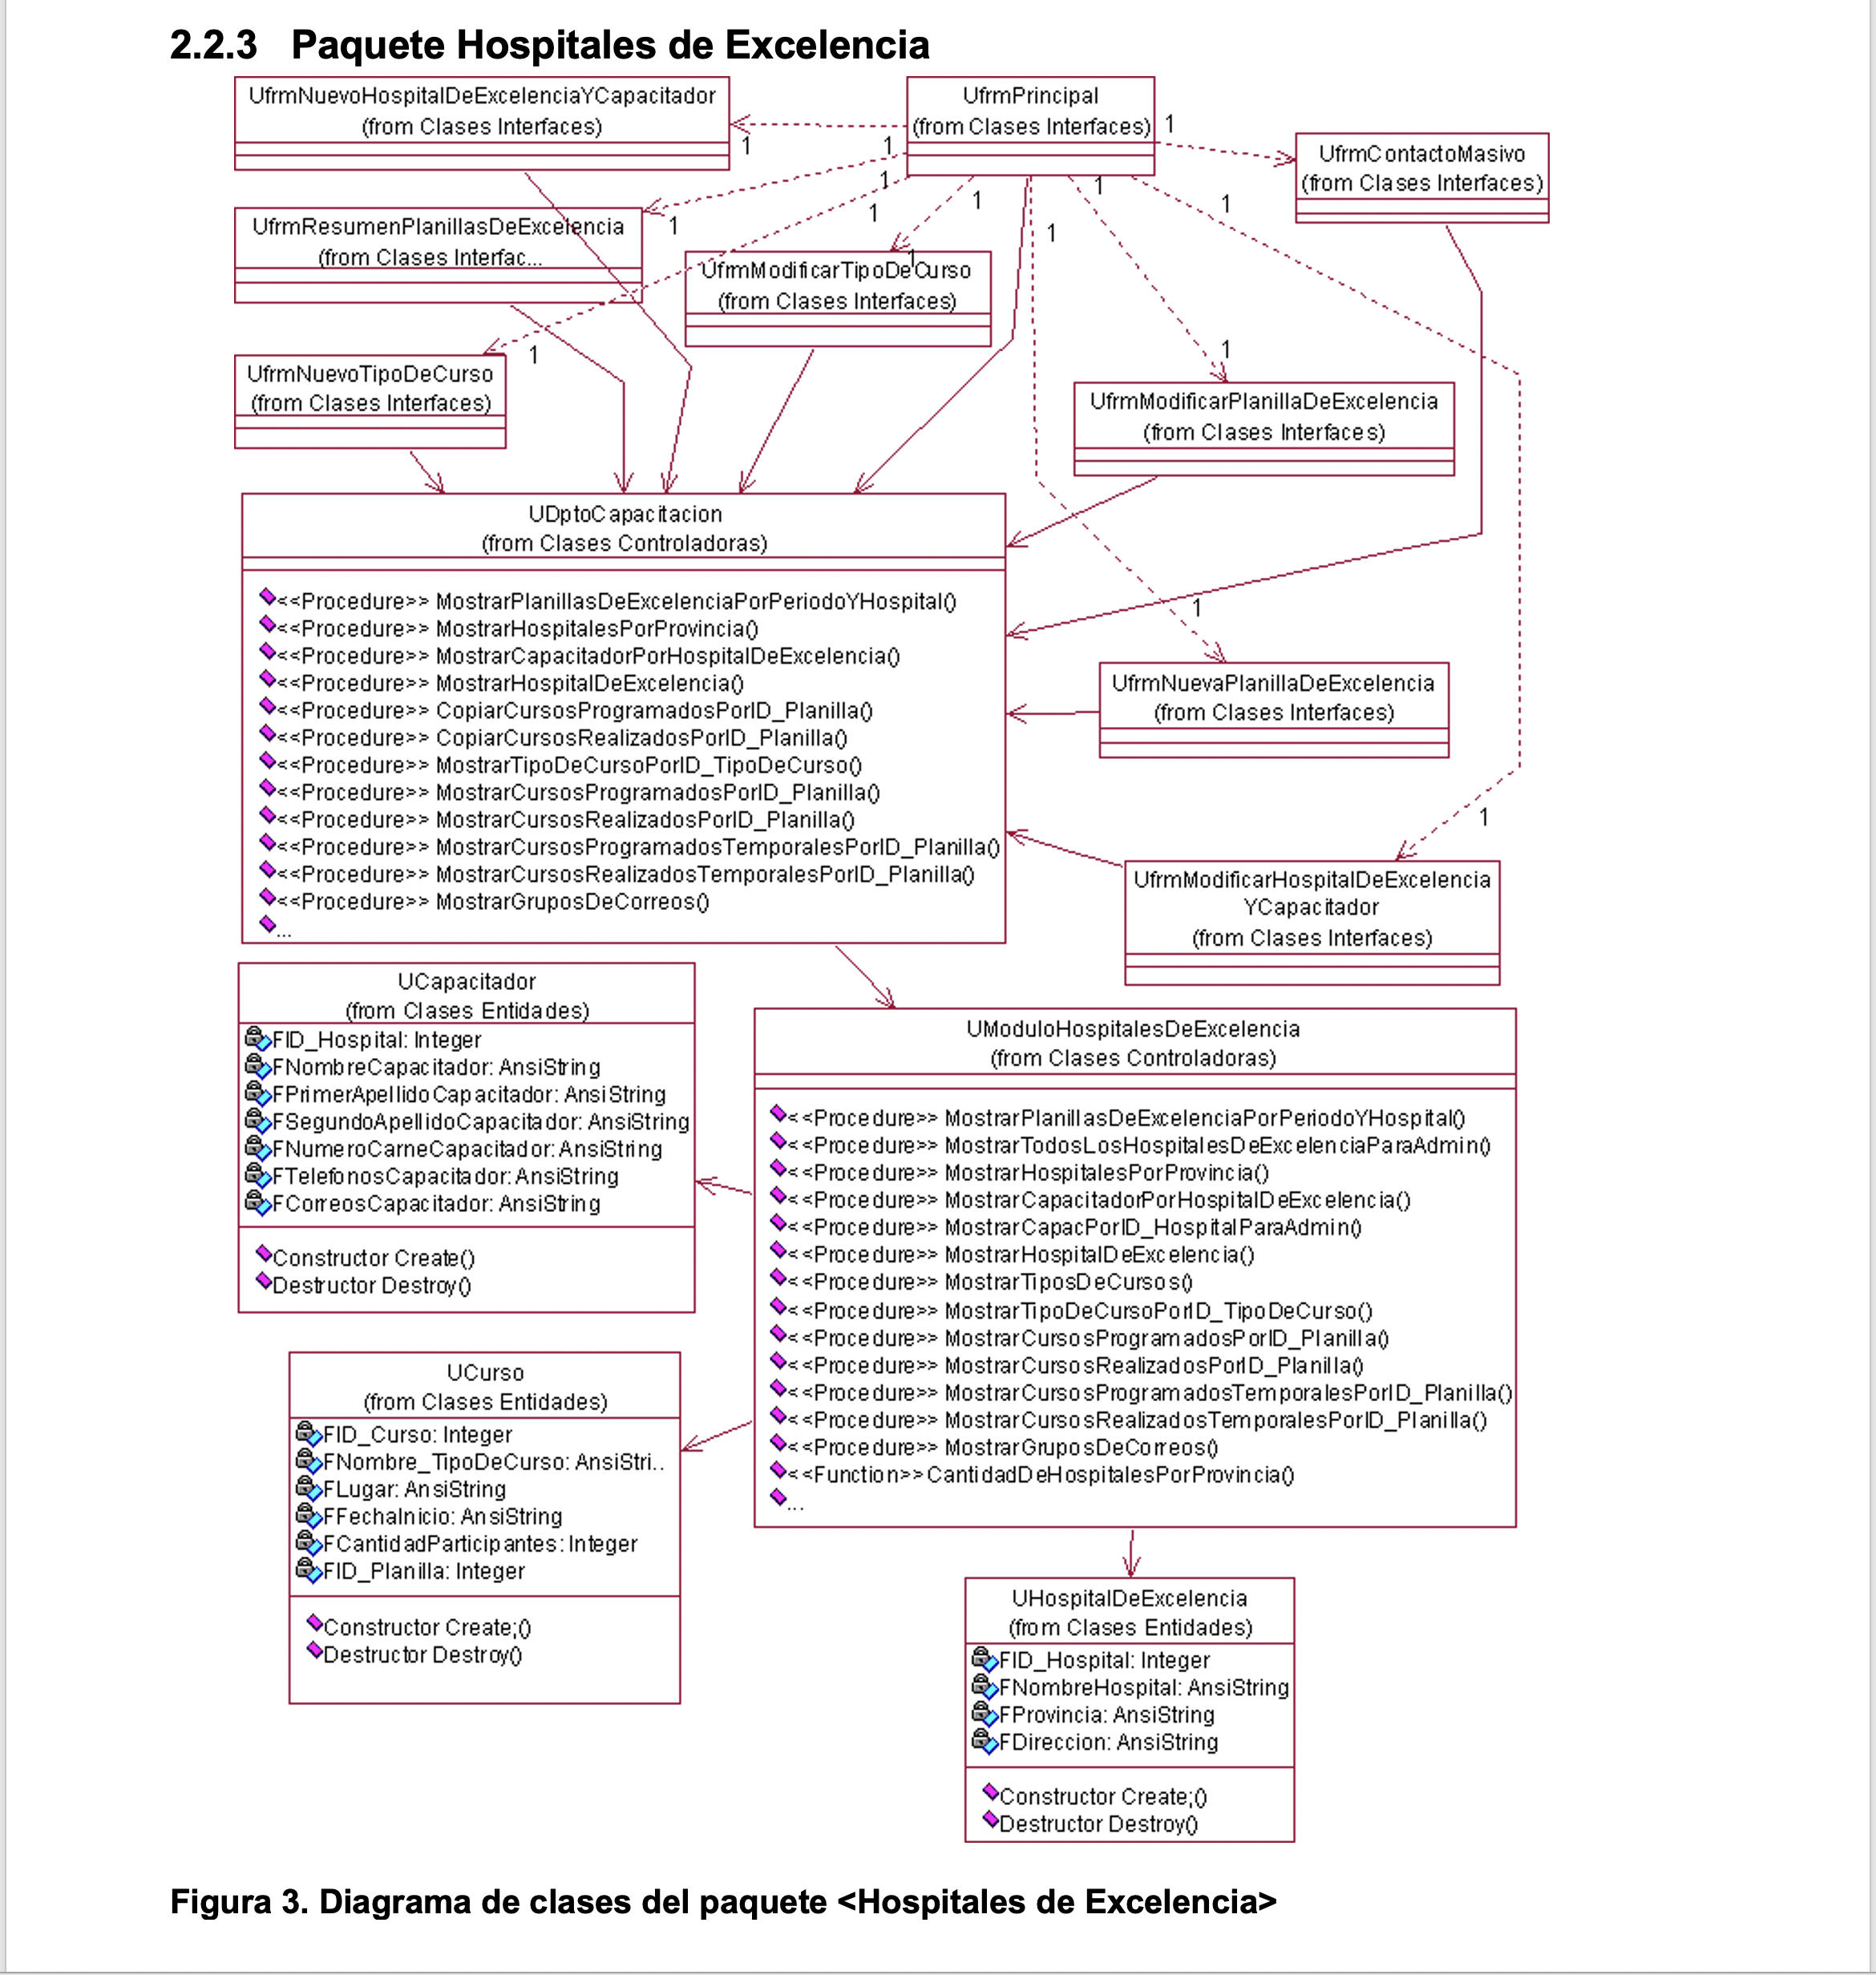 2.2.3 Paquete Hospitales de Excelencia
UfrmNuevoHospitalDeExcelenciaYCapacitador
(from Clases Interfaces)
UfrmPrincipal
(from Clases Interfaces)
1
1
1
UfrmContactoMasivo
(from Clases Interfaces)
UfrmResumenPlanillasDeExcelencia
(from Clases Interfac...
1
1
1
1
1
1
1
1
UfrmModificarTipoDeCurso
(from Clases Interfaces)
1
UfrmNuevoTipoDeCurso
(from Clases Interfaces)
1
1
UfrmModificarPlanillaDeExcelencia
(from Clases Interfaces)
UDptoCapacitacion
(from Clases Controladoras)
<<Procedure>> MostrarPlanillasDeExcelenciaPorPeriodoYHospital()
<<Procedure>> MostrarHospitalesPorProvincia()
<<Procedure>> MostrarCapacitadorPorHospitalDeExcelencia()
<<Procedure>> MostrarHospitalDeExcelencia()
<<Procedure>> CopiarCursosProgramadosPorID_Planilla()
<<Procedure>> CopiarCursosRealizadosPorID_Planilla()
<<Procedure>> MostrarTipoDeCursoPorID_TipoDeCurso()
<<Procedure>> MostrarCursosProgramadosPorID_Planilla()
<<Procedure>> MostrarCursosRealizadosPorID_Planilla()
<<Procedure>> MostrarCursosProgramadosTemporalesPorID_Planilla()
<<Procedure>> MostrarCursosRealizadosTemporalesPorID_Planilla()
<<Procedure>> MostrarGruposDeCorreos()
...
1
UfrmNuevaPlanillaDeExcelencia
(from Clases Interfaces)
1
UfrmModificarHospitalDeExcelencia
YCapacitador
(from Clases Interfaces)
UCapacitador
(from Clases Entidades)
FID_Hospital: Integer
FNombreCapacitador: AnsiString
FPrimerApellidoCapacitador: AnsiString
FSegundoApellidoCapacitador: AnsiString
FNumeroCarneCapacitador: AnsiString
FTelefonosCapacitador: AnsiString
FCorreosCapacitador: AnsiString
Constructor Create()
Destructor Destroy()
UModuloHospitalesDeExcelencia
(from Clases Controladoras)
<<Procedure>> MostrarPlanillasDeExcelenciaPorPeriodoYHospital()
<<Procedure>> MostrarTodosLosHospitalesDeExcelenciaParaAdmin()
<<Procedure>> MostrarHospitalesPorProvincia()
<<Procedure>> MostrarCapacitadorPorHospitalDeExcelencia()
<<Procedure>> MostrarCapacPorID_HospitalParaAdmin()
<<Procedure>> MostrarHospitalDeExcelencia()
<<Procedure>> MostrarTiposDeCursos()
<<Procedure>> MostrarTipoDeCursoPorID_TipoDeCurso()
<<Procedure>> MostrarCursosProgramadosPorID_Planilla()
<<Procedure>> MostrarCursosRealizadosPorID_Planilla()
<<Procedure>> MostrarCursosProgramadosTemporalesPorID_Planilla()
<<Procedure>> MostrarCursosRealizadosTemporalesPorID_Planilla()
<<Procedure>> MostrarGruposDeCorreos()
<<Function>> CantidadDeHospitalesPorProvincia()
...
UCurso
(from Clases Entidades)
FID_Curso: Integer
FNombre_TipoDeCurso: AnsiStri..
FLugar: AnsiString
FFechaInicio: AnsiString
FCantidadParticipantes: Integer
FID_Planilla: Integer
Constructor Create;()
Destructor Destroy()
UHospitalDeExcelencia
(from Clases Entidades)
FID_Hospital: Integer
FNombreHospital: AnsiString
FProvincia: AnsiString
FDireccion: AnsiString
Constructor Create;()
Destructor Destroy()
Figura 3. Diagrama de clases del paquete <Hospitales de Excelencia>